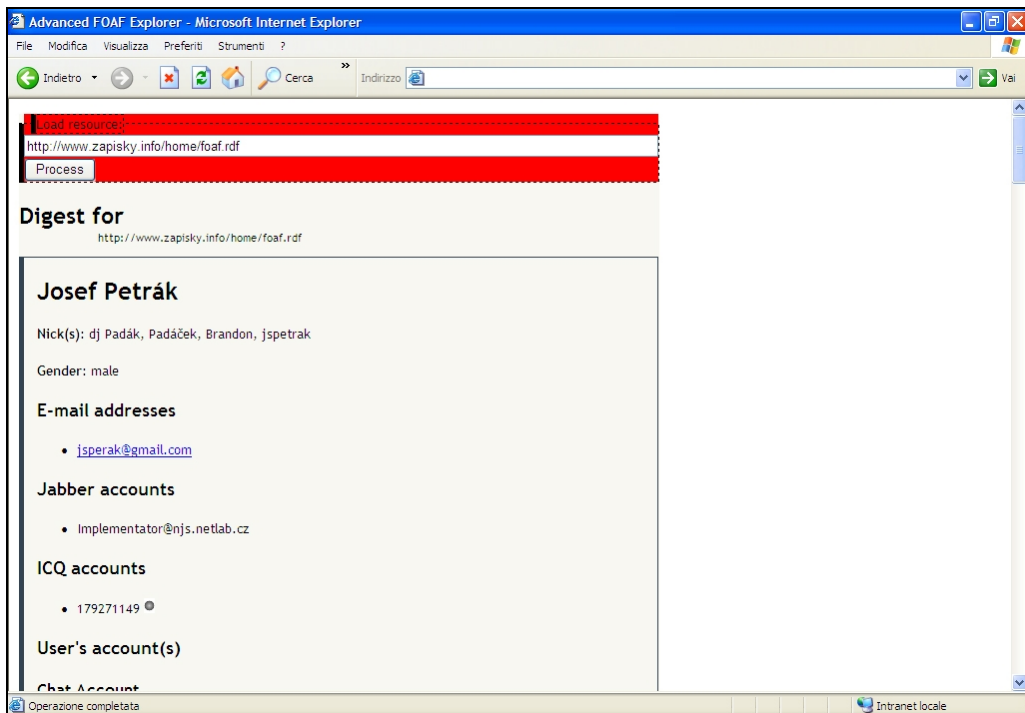 Advanced FOAF Explorer - Microsoft Internet Explorer
File Modifica Visualizza Preferiti Strumenti ?
Indietro Cerca » Indirizzo Vai
Load resource:
http://www.zapisky.info/home/foaf.rdf
Process
Digest for
http://www.zapisky.info/home/foaf.rdf
Josef Petrák
Nick(s): dj Padák, Padáček, Brandon, jspetrak
Gender: male
E-mail addresses
• jsperak@gmail.com
Jabber accounts
• Implementator@njs.netlab.cz
ICQ accounts
• 179271149
User's account(s)
Chat Account
Operazione completata Intranet locale